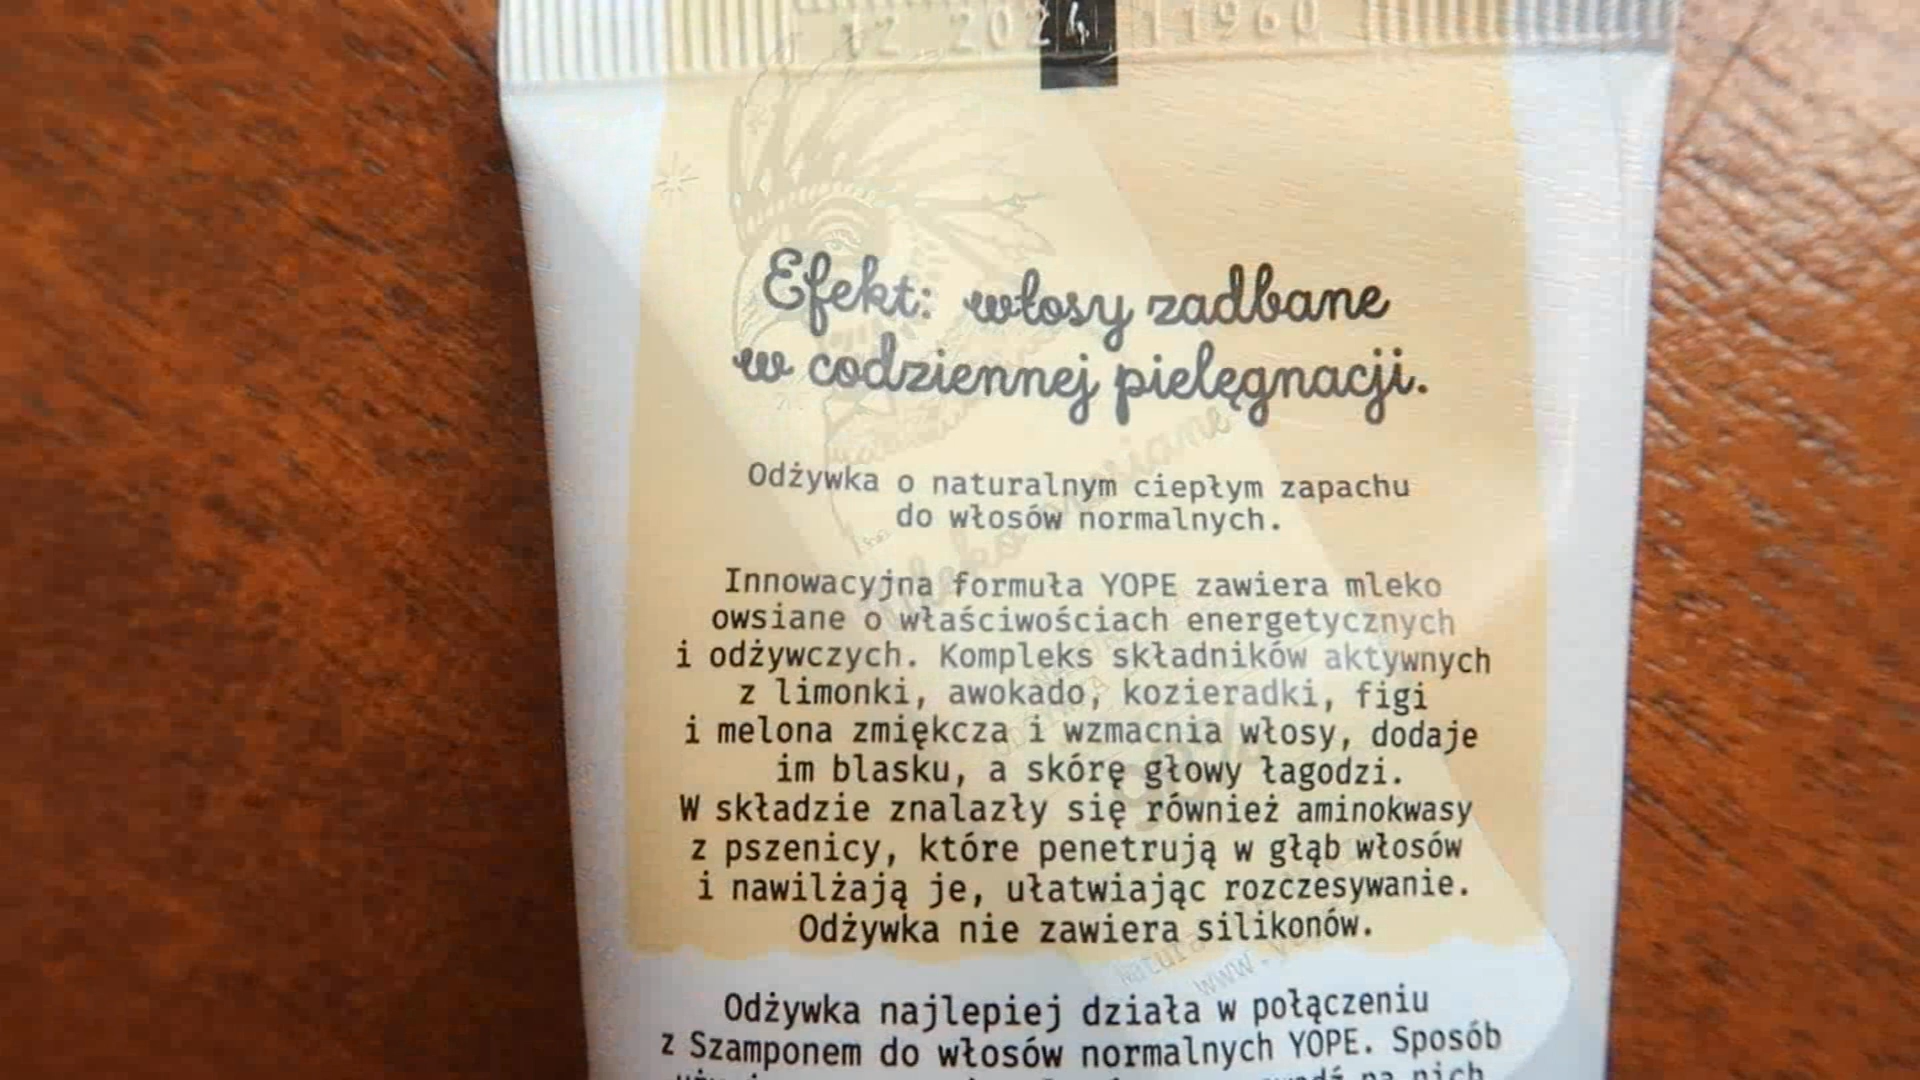 12 2024 11960
Efekt: włosy zadbane
w codziennej pielęgnacji.
Odżywka o naturalnym ciepłym zapachu
do włosów normalnych.
Innowacyjna formuła YOPE zawiera mleko
owsiane o właściwościach energetycznych
i odżywczych. Kompleks składników aktywnych
z limonki, awokado, kozieradki, figi
i melona zmiękcza i wzmacnia włosy, dodaje
im blasku, a skórę głowy łagodzi.
W składzie znalazły się również aminokwasy
z pszenicy, które penetrują w głąb włosów
i nawilżają je, ułatwiając rozczesywanie.
Odżywka nie zawiera silikonów.
Odżywka najlepiej działa w połączeniu
z Szamponem do włosów normalnych YOPE. Sposób
na nich